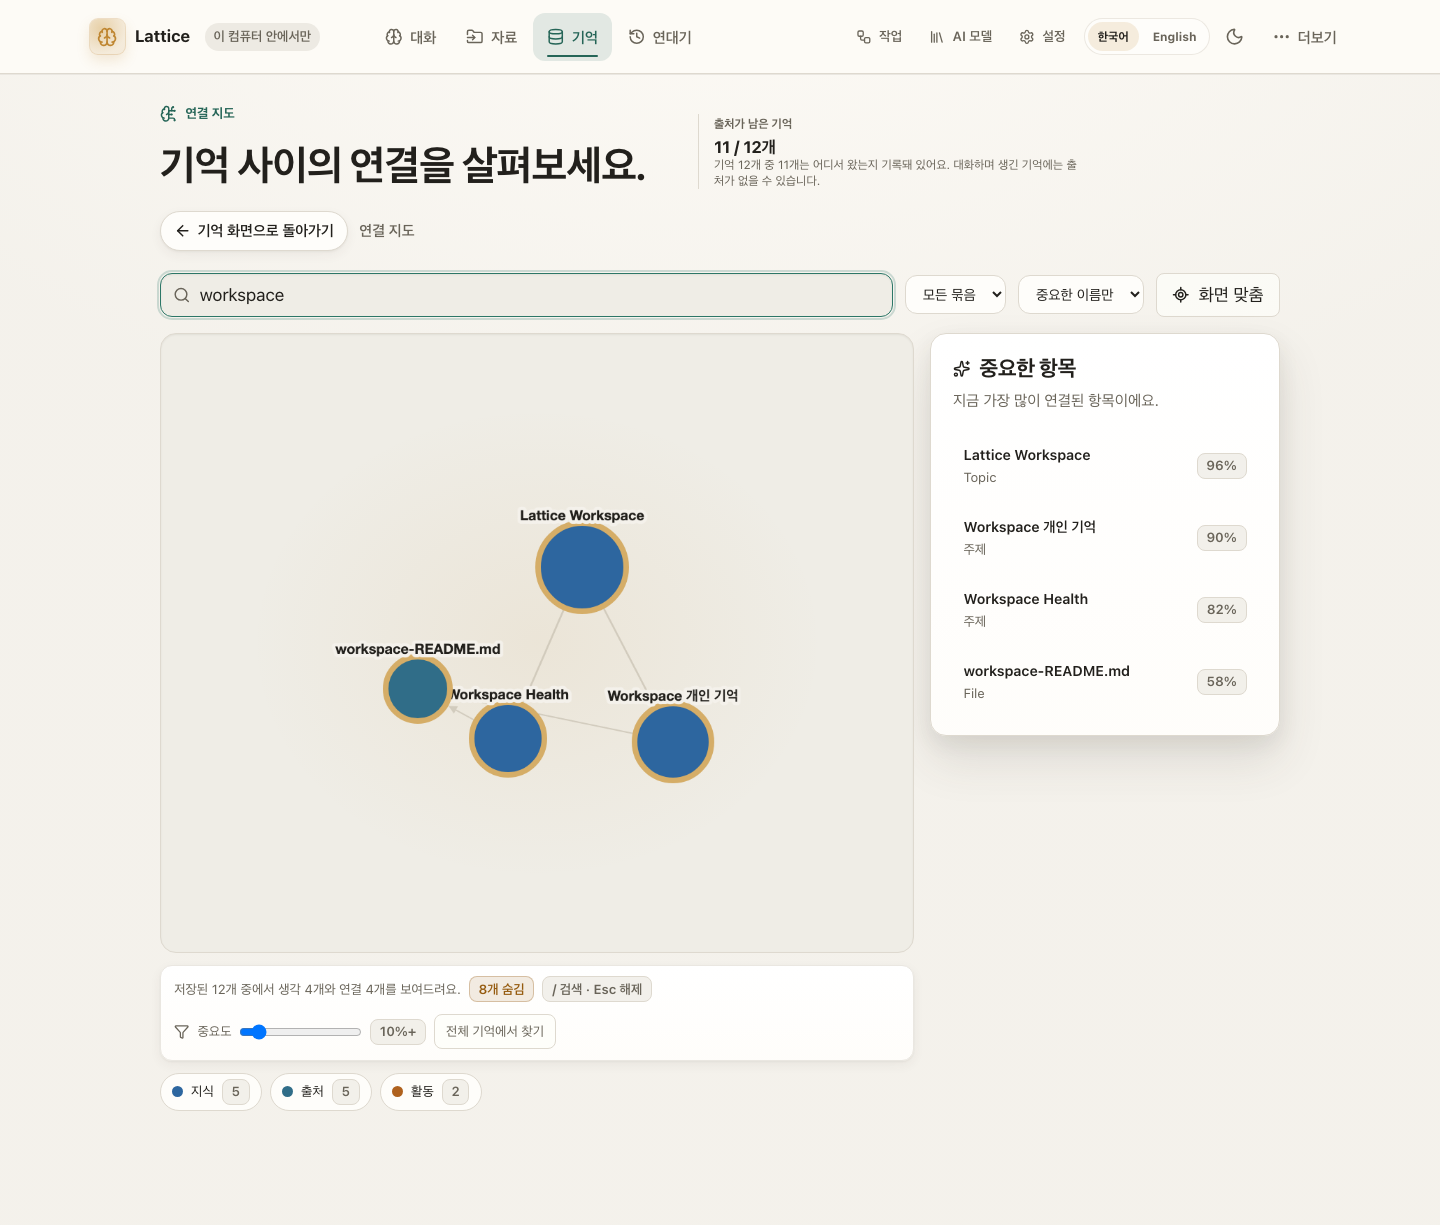 Lattice
이 컴퓨터 안에서만
대화
자료
기억
연대기
작업
AI 모델
설정
한국어
English
더보기
연결 지도
기억 사이의 연결을 살펴보세요.
출처가 남은 기억
11 / 12개
기억 12개 중 11개는 어디서 왔는지 기록돼 있어요. 대화하며 생긴 기억에는 출
처가 없을 수 있습니다.
기억 화면으로 돌아가기
연결 지도
workspace
모든 묶음
중요한 이름만
화면 맞춤
Lattice Workspace
workspace-README.md
Workspace Health
Workspace 개인 기억
중요한 항목
지금 가장 많이 연결된 항목이에요.
Lattice Workspace
Topic
96%
Workspace 개인 기억
주제
90%
Workspace Health
주제
82%
workspace-README.md
File
58%
저장된 12개 중에서 생각 4개와 연결 4개를 보여드려요.
8개 숨김
/ 검색 · Esc 해제
중요도
10%+
전체 기억에서 찾기
지식 5
출처 5
활동 2